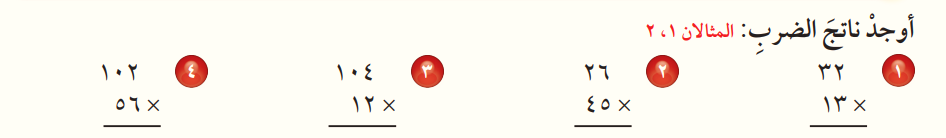 أوجدْ ناتجَ الضربِ: المثالان ١، ٢
١ ٣٢ ٢ ٢٦ ٣ ١٠٤ ٤ ١٠٢
١٣ × ٤٥ × ١٢ × ٥٦ ×